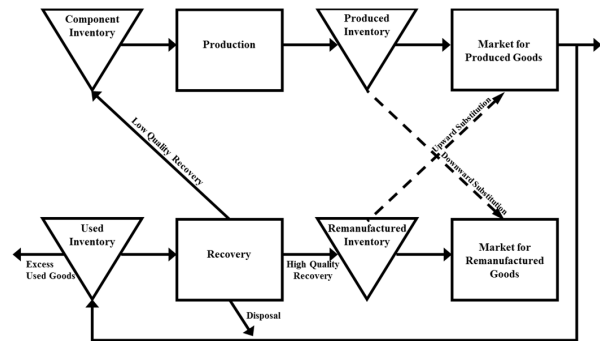 Component
Inventory
Production
Produced
Inventory
Market for
Produced Goods
Low Quality Recovery
Upward Substitution
Downward Substitution
Used
Inventory
Excess
Used Goods
Recovery
High Quality
Recovery
Disposal
Remanufactured
Inventory
Market for
Remanufactured
Goods